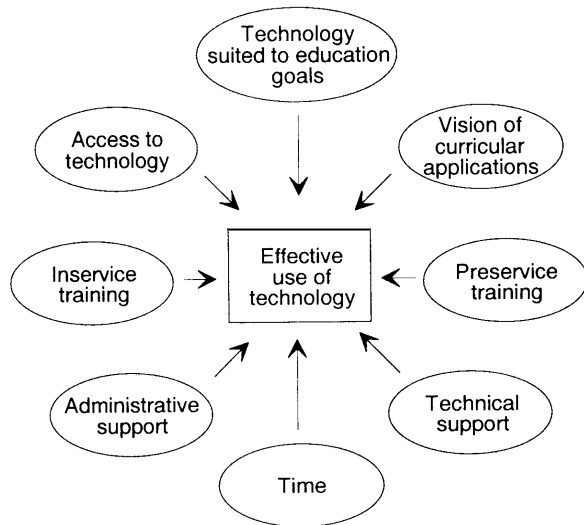 Technology
suited to education
goals
Access to
technology
Vision of
curricular
applications
Inservice
training
Effective
use of
technology
Preservice
training
Administrative
support
Technical
support
Time